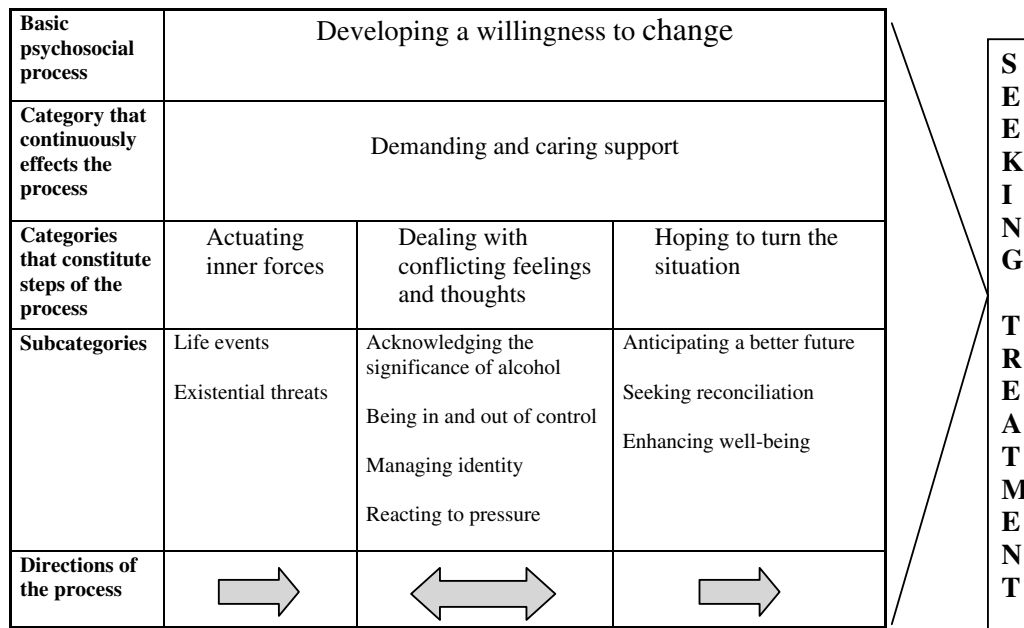 Basic
psychosocial
process
Developing a willingness to change
Category that
continuously
effects the
process
Demanding and caring support
Categories
that constitute
steps of the
process
Actuating
inner forces
Dealing with
conflicting feelings
and thoughts
Hoping to turn the
situation
Subcategories
Life events
Existential threats
Acknowledging the
significance of alcohol
Being in and out of control
Managing identity
Reacting to pressure
Anticipating a better future
Seeking reconciliation
Enhancing well-being
Directions of
the process
S
E
E
K
I
N
G
T
R
E
A
T
M
E
N
T